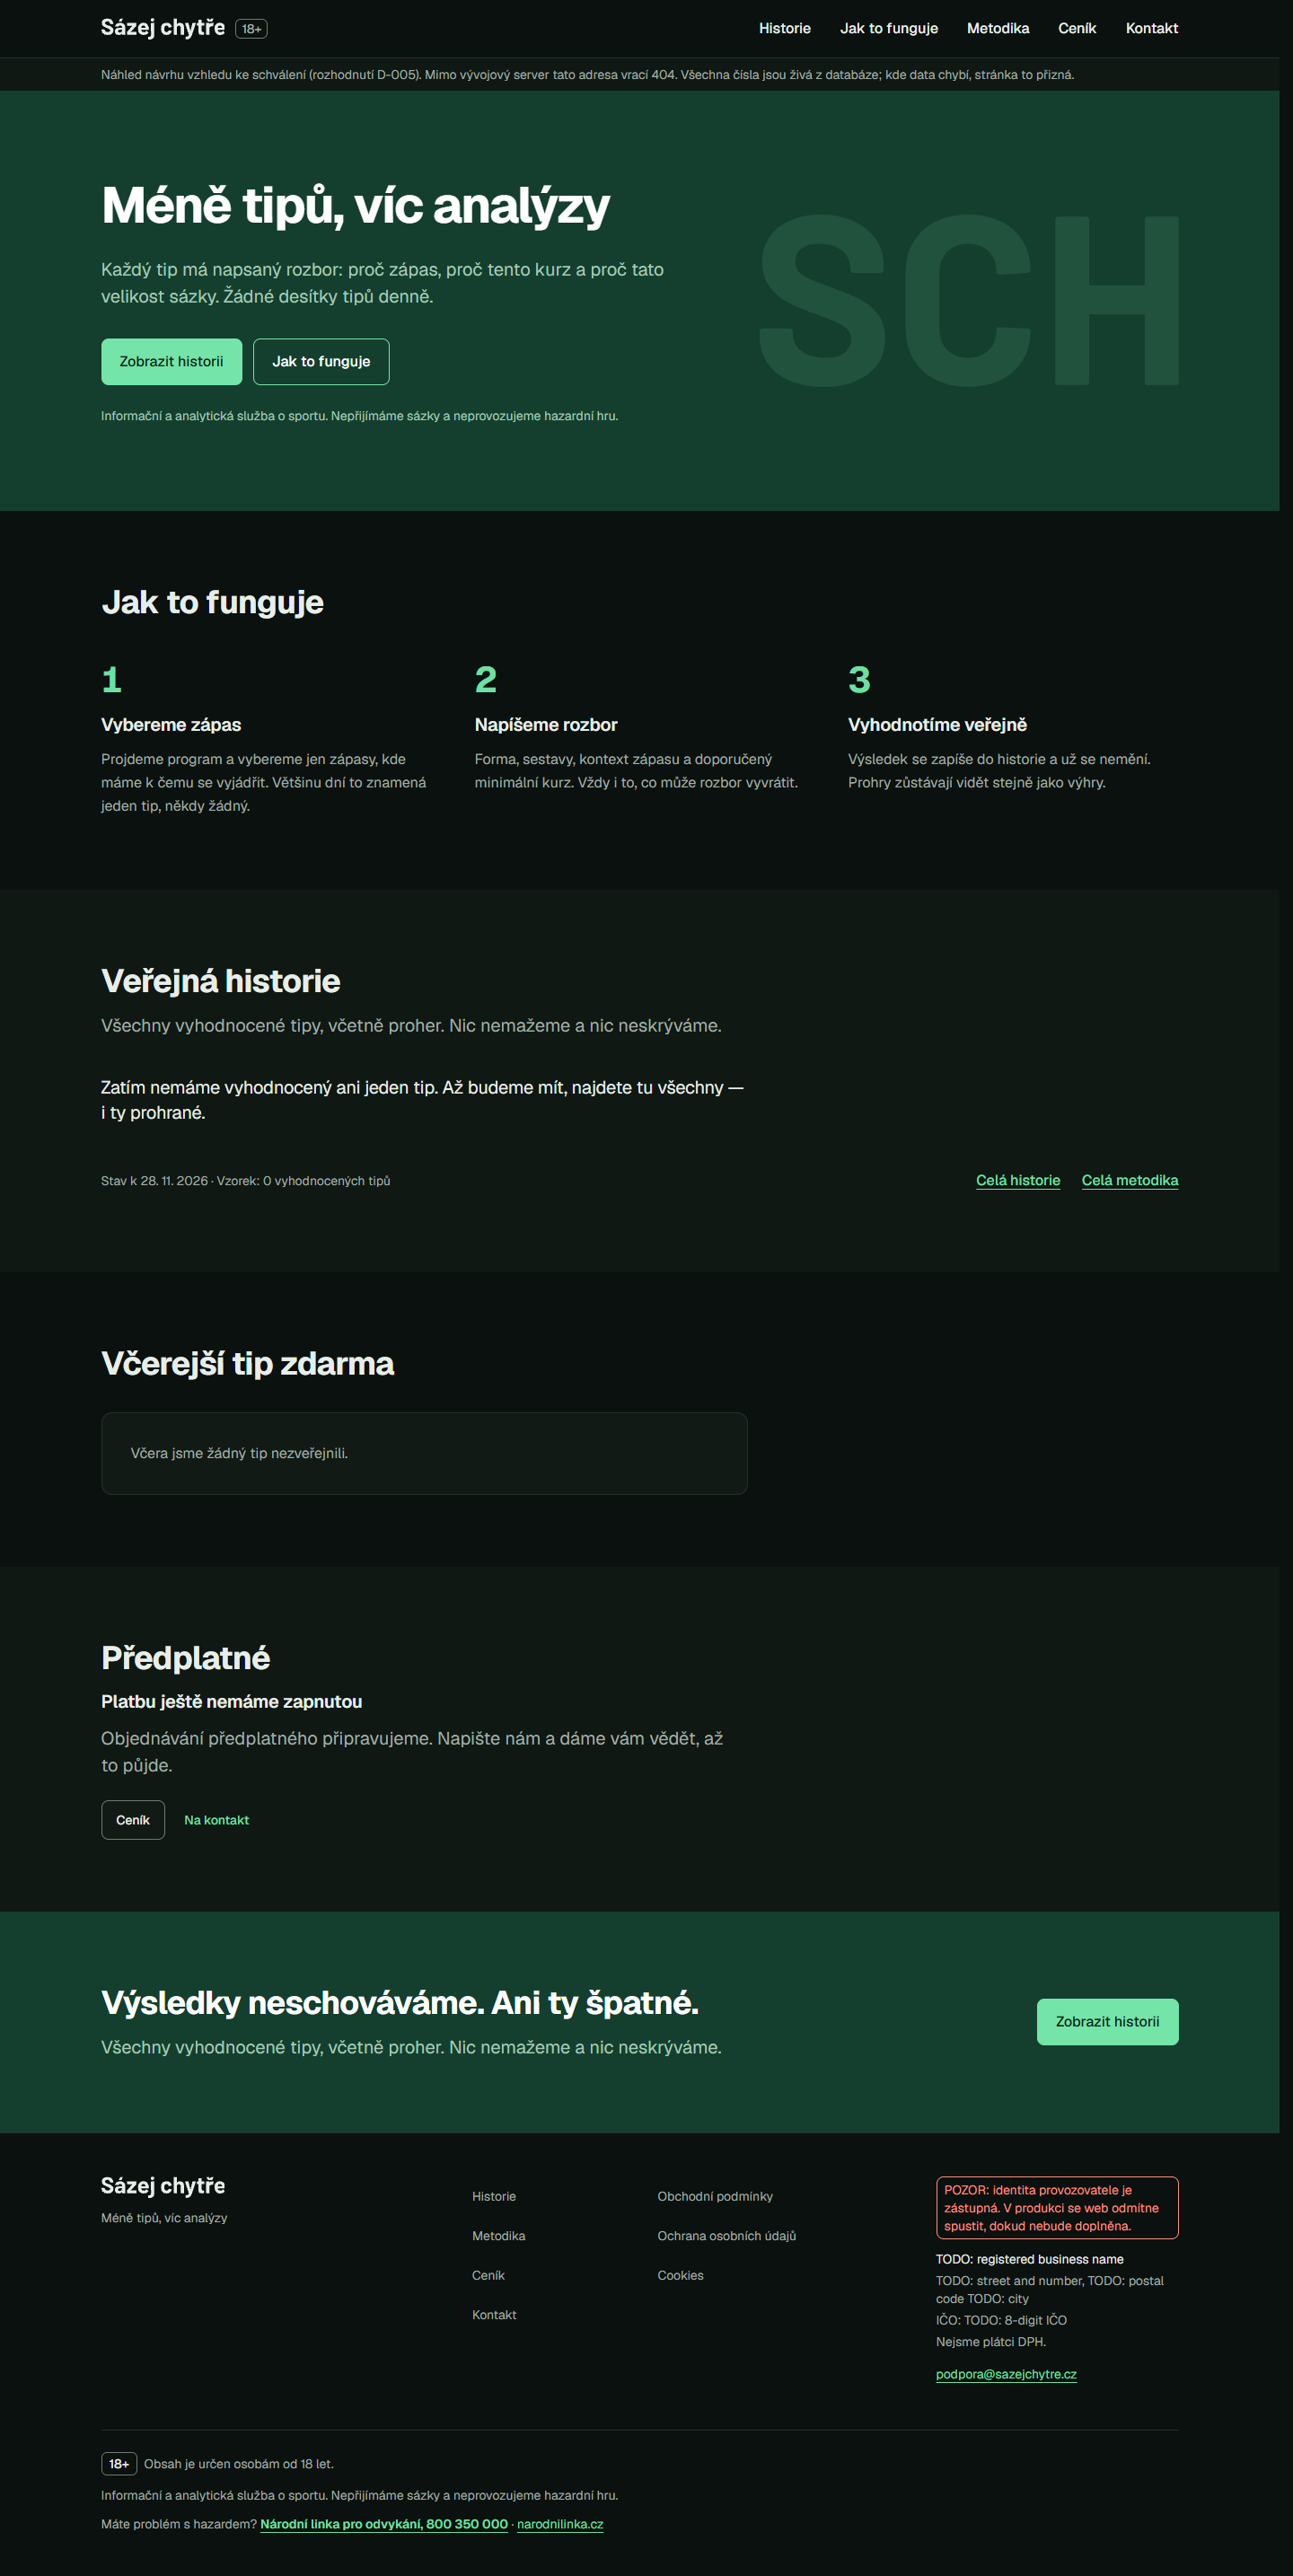 Sázej chytře 18+
Historie Jak to funguje Metodika Ceník Kontakt
Náhled návrhu vzhledu ke schválení (rozhodnutí D-005). Mimo vývojový server tato adresa vrací 404. Všechna čísla jsou živá z databáze; kde data chybí, stránka to přizná.
Méně tipů, víc analýzy
Každý tip má napsaný rozbor: proč zápas, proč tento kurz a proč tato
velikost sázky. Žádné desítky tipů denně.
Zobrazit historii
Jak to funguje
Informační a analytická služba o sportu. Nepřijímáme sázky a neprovozujeme hazardní hru.
SCH
Jak to funguje
1
Vybereme zápas
Projdeme program a vybereme jen zápasy, kde
máme k čemu se vyjádřit. Většinu dní to znamená
jeden tip, někdy žádný.
2
Napíšeme rozbor
Forma, sestavy, kontext zápasu a doporučený
minimální kurz. Vždy i to, co může rozbor vyvrátit.
3
Vyhodnotíme veřejně
Výsledek se zapíše do historie a už se nemění.
Prohry zůstávají vidět stejně jako výhry.
Veřejná historie
Všechny vyhodnocené tipy, včetně proher. Nic nemažeme a nic neskrýváme.
Zatím nemáme vyhodnocený ani jeden tip. Až budeme mít, najdete tu všechny —
i ty prohrané.
Stav k 28. 11. 2026 · Vzorek: 0 vyhodnocených tipů
Celá historie Celá metodika
Včerejší tip zdarma
Včera jsme žádný tip nezveřejnili.
Předplatné
Platbu ještě nemáme zapnutou
Objednávání předplatného připravujeme. Napište nám a dáme vám vědět, až
to půjde.
Ceník
Na kontakt
Výsledky neschováváme. Ani ty špatné.
Všechny vyhodnocené tipy, včetně proher. Nic nemažeme a nic neskrýváme.
Zobrazit historii
Sázej chytře
Méně tipů, víc analýzy
Historie
Metodika
Ceník
Kontakt
Obchodní podmínky
Ochrana osobních údajů
Cookies
POZOR: identita provozovatele je
zástupná. V produkci se web odmítne
spustit, dokud nebude doplněna.
TODO: registered business name
TODO: street and number, TODO: postal
code TODO: city
IČO: TODO: 8-digit IČO
Nejsme plátci DPH.
podpora@sazejchytre.cz
18+ Obsah je určen osobám od 18 let.
Informační a analytická služba o sportu. Nepřijímáme sázky a neprovozujeme hazardní hru.
Máte problém s hazardem? Národní linka pro odvykání, 800 350 000 · narodnilinka.cz